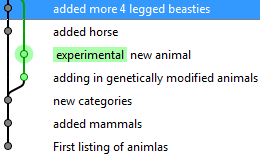 added more 4 legged beasties
added horse
experimental new animal
adding in genetically modified animals
new categories
added mammals
First listing of animlas